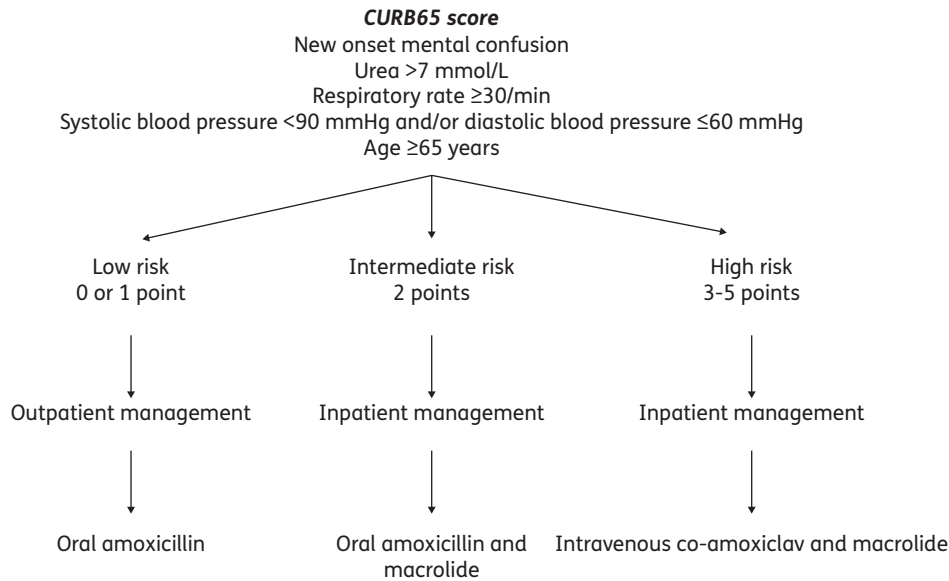 CURB65 score
New onset mental confusion
Urea >7 mmol/L
Respiratory rate ≥30/min
Systolic blood pressure <90 mmHg and/or diastolic blood pressure ≤60 mmHg
Age ≥65 years
Low risk
0 or 1 point
Intermediate risk
2 points
High risk
3-5 points
Outpatient management
Inpatient management
Inpatient management
Oral amoxicillin
Oral amoxicillin and
macrolide
Intravenous co-amoxiclav and macrolide